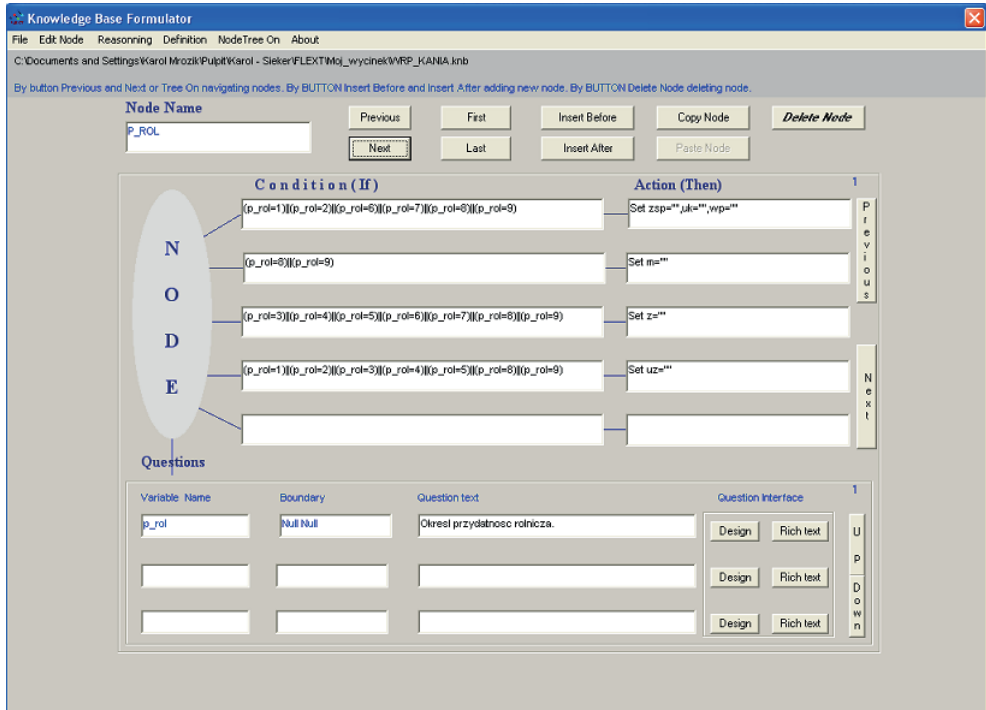 Knowledge Base Formulator
File Edit Node Reasonning Definition NodeTree On About
C:\Documents and Settings\Karol Mrozik\Pulpit\Karol - Sieker\FLEXT\Moj_wycinek\WRP_KANIA.knb
By button Previous and Next or Tree On navigating nodes. By BUTTON Insert Before and Insert After adding new node. By BUTTON Delete Node deleting node.
Node Name
P_ROL
Previous First Insert Before Copy Node Delete Node
Next Last Insert After Paste Node
Condition (If) Action (Then) 1
(p_rol=1)||(p_rol=2)||(p_rol=6)||(p_rol=7)||(p_rol=8)||(p_rol=9) Set zsp="",uk="",wp=""
(p_rol=8)||(p_rol=9) Set m=""
(p_rol=3)||(p_rol=4)||(p_rol=5)||(p_rol=6)||(p_rol=7)||(p_rol=8)||(p_rol=9) Set z=""
(p_rol=1)||(p_rol=2)||(p_rol=3)||(p_rol=4)||(p_rol=5)||(p_rol=8)||(p_rol=9) Set uz=""
NODE
Previous
Next
Questions
Variable Name Boundary Question text Question Interface 1
p_rol Null Null Okresl przydatnosc rolnicza. Design Rich text
Design Rich text
Design Rich text
UP
Down